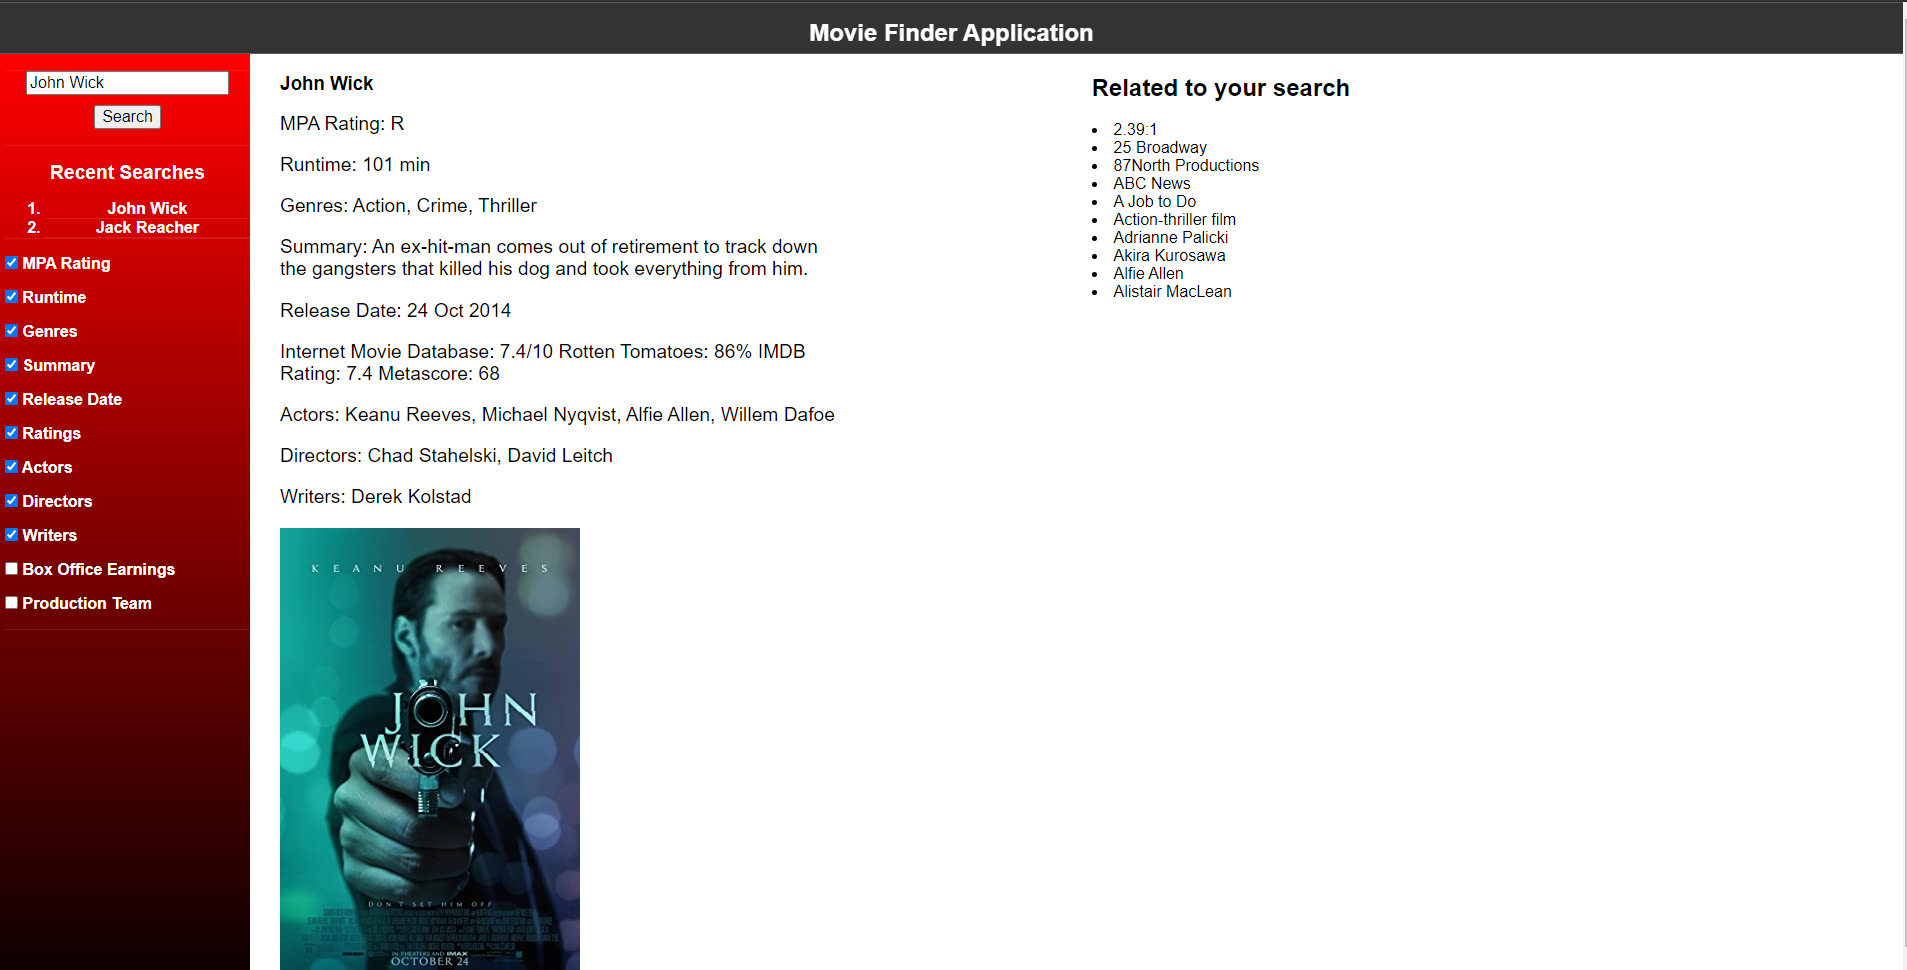 Movie Finder Application
John Wick
Search
Recent Searches
1. John Wick
2. Jack Reacher
MPA Rating
Runtime
Genres
Summary
Release Date
Ratings
Actors
Directors
Writers
Box Office Earnings
Production Team
John Wick
MPA Rating: R
Runtime: 101 min
Genres: Action, Crime, Thriller
Summary: An ex-hit-man comes out of retirement to track down
the gangsters that killed his dog and took everything from him.
Release Date: 24 Oct 2014
Internet Movie Database: 7.4/10 Rotten Tomatoes: 86% IMDB
Rating: 7.4 Metascore: 68
Actors: Keanu Reeves, Michael Nyqvist, Alfie Allen, Willem Dafoe
Directors: Chad Stahelski, David Leitch
Writers: Derek Kolstad
KEANU REEVES
JOHN
WICK
DON'T SET HIM OFF
IN THEATERS AND IMAX
OCTOBER 24
Related to your search
2.39:1
25 Broadway
87North Productions
ABC News
A Job to Do
Action-thriller film
Adrianne Palicki
Akira Kurosawa
Alfie Allen
Alistair MacLean